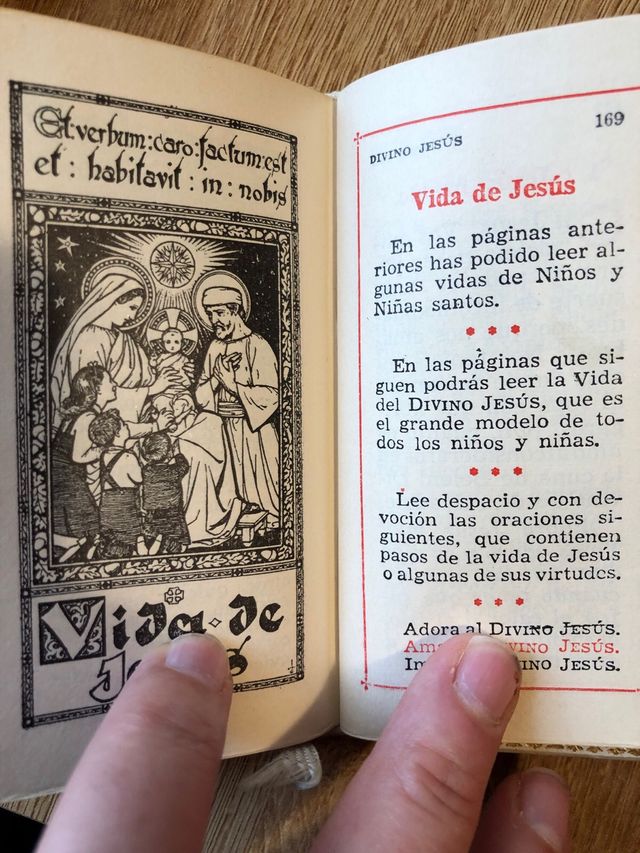 Et:verbum:caro:factum:est
et:habitavit:in:nobis
Vida de
169
DIVINO JESÚS
Vida de Jesús
En las páginas ante-
riores has podido leer al-
gunas vidas de Niños y
Niñas santos.
* * *
En las páginas que si-
guen podrás leer la Vida
del DIVINO JESÚS, que es
el grande modelo de to-
dos los niños y niñas.
* * *
Lee despacio y con de-
voción las oraciones si-
guientes, que contienen
pasos de la vida de Jesús
o algunas de sus virtudes.
* * *
Adora al DIVINO JESÚS.
JESÚS.
JESÚS.